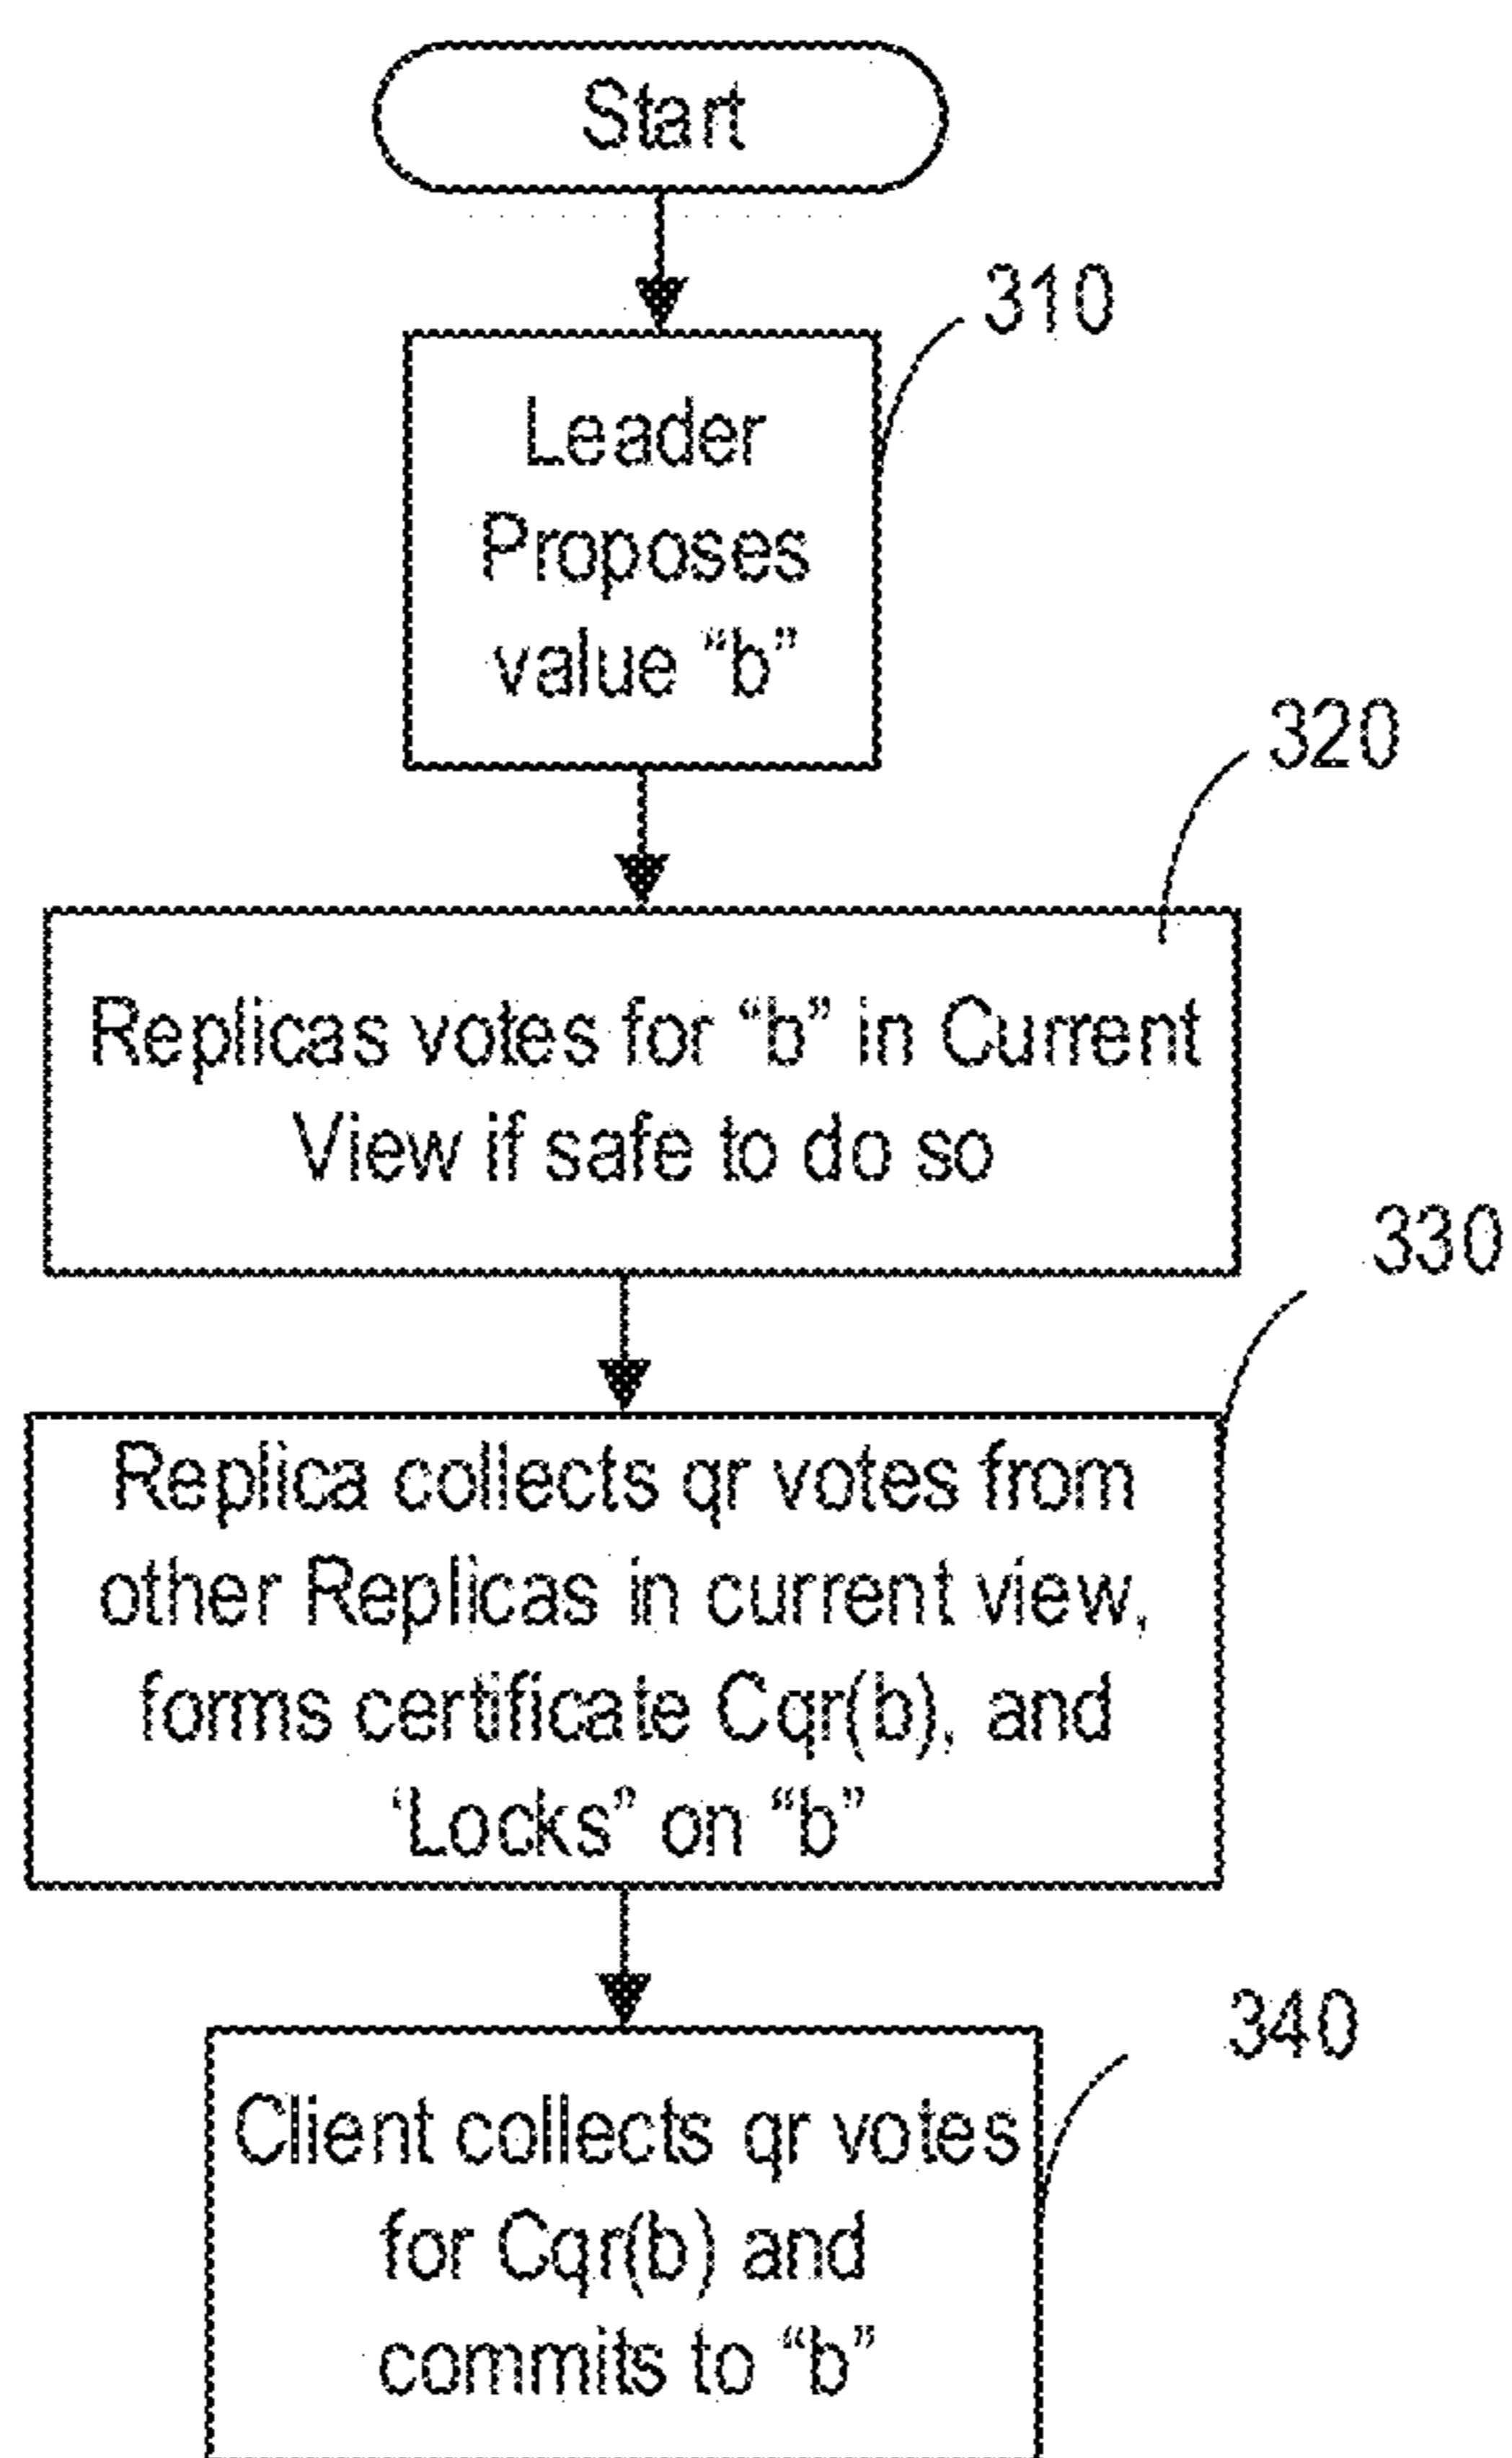 Start
310
Leader
Proposes
value “b”
320
Replicas votes for “b” in Current
View if safe to do so
330
Replica collects qr votes from
other Replicas in current view,
forms certificate Cqr(b), and
‘Locks” on “b”
340
Client collects qr votes
for Cqr(b) and
commits to “b”